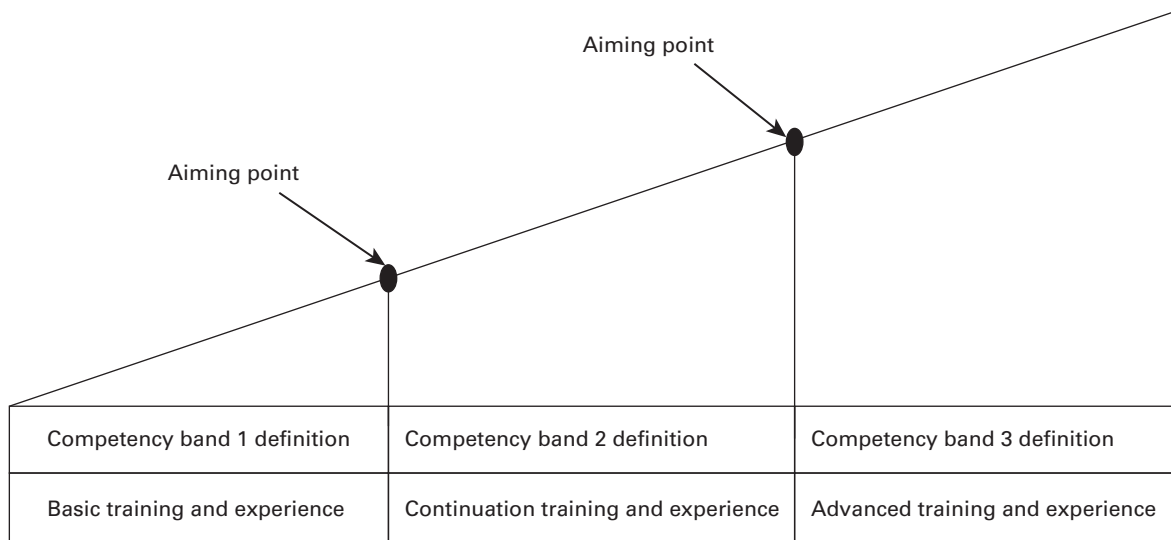 Aiming point
Aiming point
Competency band 1 definition
Competency band 2 definition
Competency band 3 definition
Basic training and experience
Continuation training and experience
Advanced training and experience